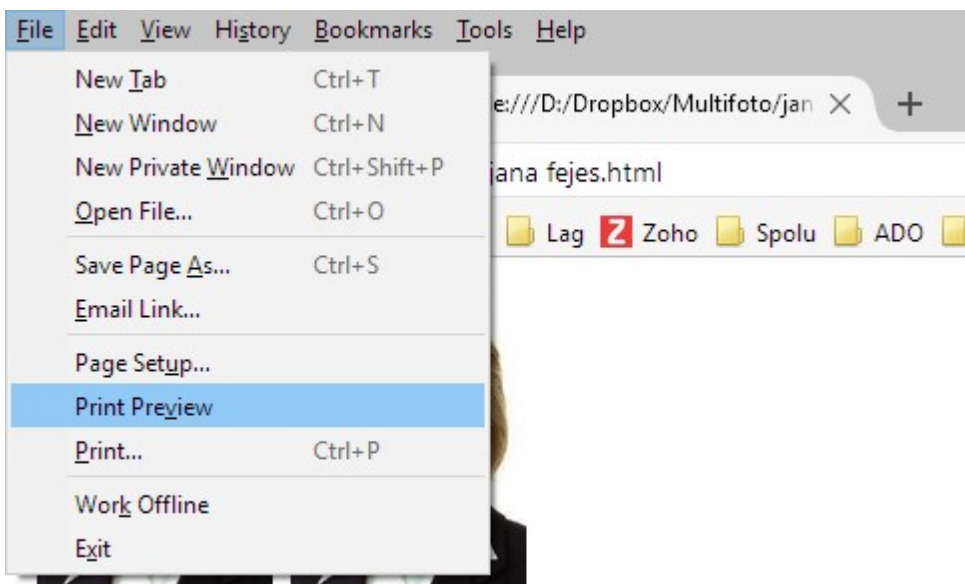 File Edit View History Bookmarks Tools Help
New Tab Ctrl+T
e:///D:/Dropbox/Multifoto/jan
New Window Ctrl+N
New Private Window Ctrl+Shift+P
jana fejes.html
Open File... Ctrl+O
Lag Z Zoho Spolu ADO
Save Page As... Ctrl+S
Email Link...
Page Setup...
Print Preview
Print... Ctrl+P
Work Offline
Exit